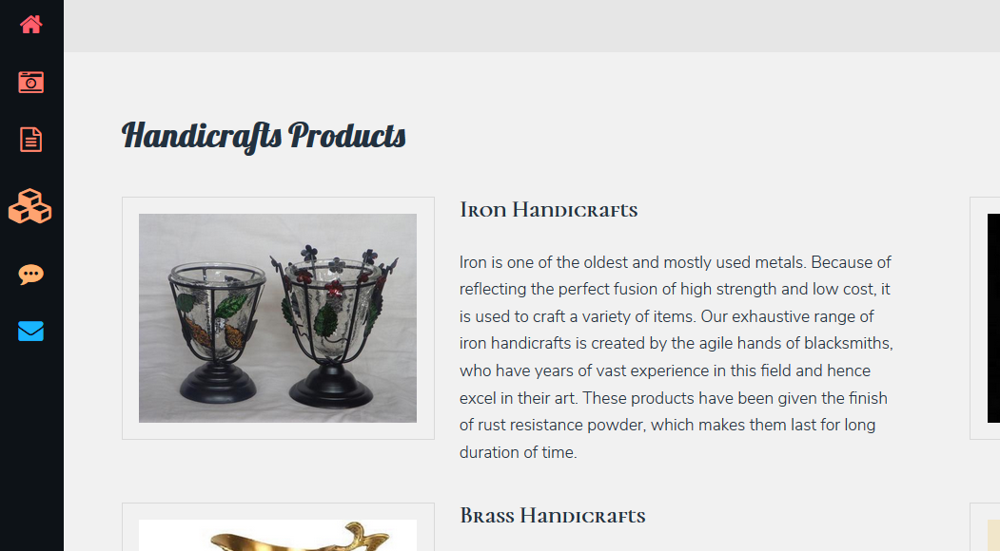 Handicrafts Products
Iron Handicrafts
Iron is one of the oldest and mostly used metals. Because of
reflecting the perfect fusion of high strength and low cost, it
is used to craft a variety of items. Our exhaustive range of
iron handicrafts is created by the agile hands of blacksmiths,
who have years of vast experience in this field and hence
excel in their art. These products have been given the finish
of rust resistance powder, which makes them last for long
duration of time.
Brass Handicrafts